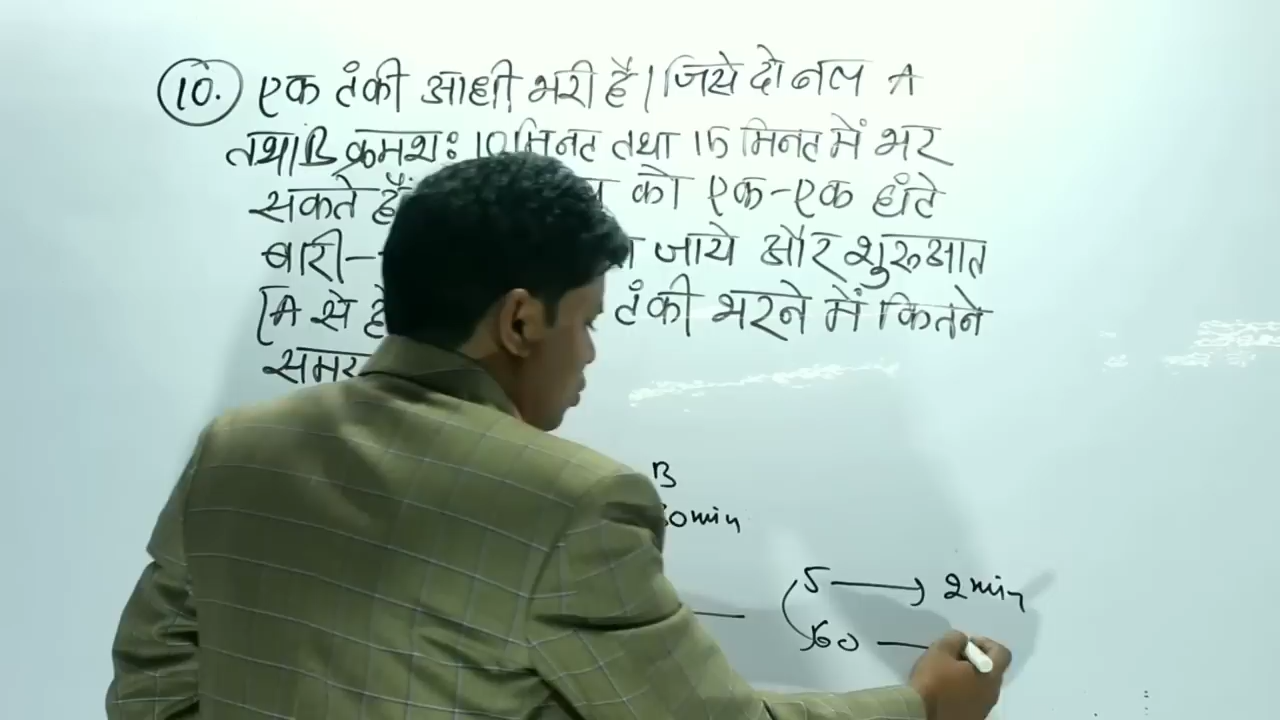 10. एक टंकी आधी भरी है। जिसे दो नल A
तथा B क्रमशः 10 मिनट तथा 15 मिनट में भर
सकते हैं को एक-एक घंटे
बारी- जाये और शुरुआत
A से टंकी भरने में कितने
B
30min
5 → 2min
60